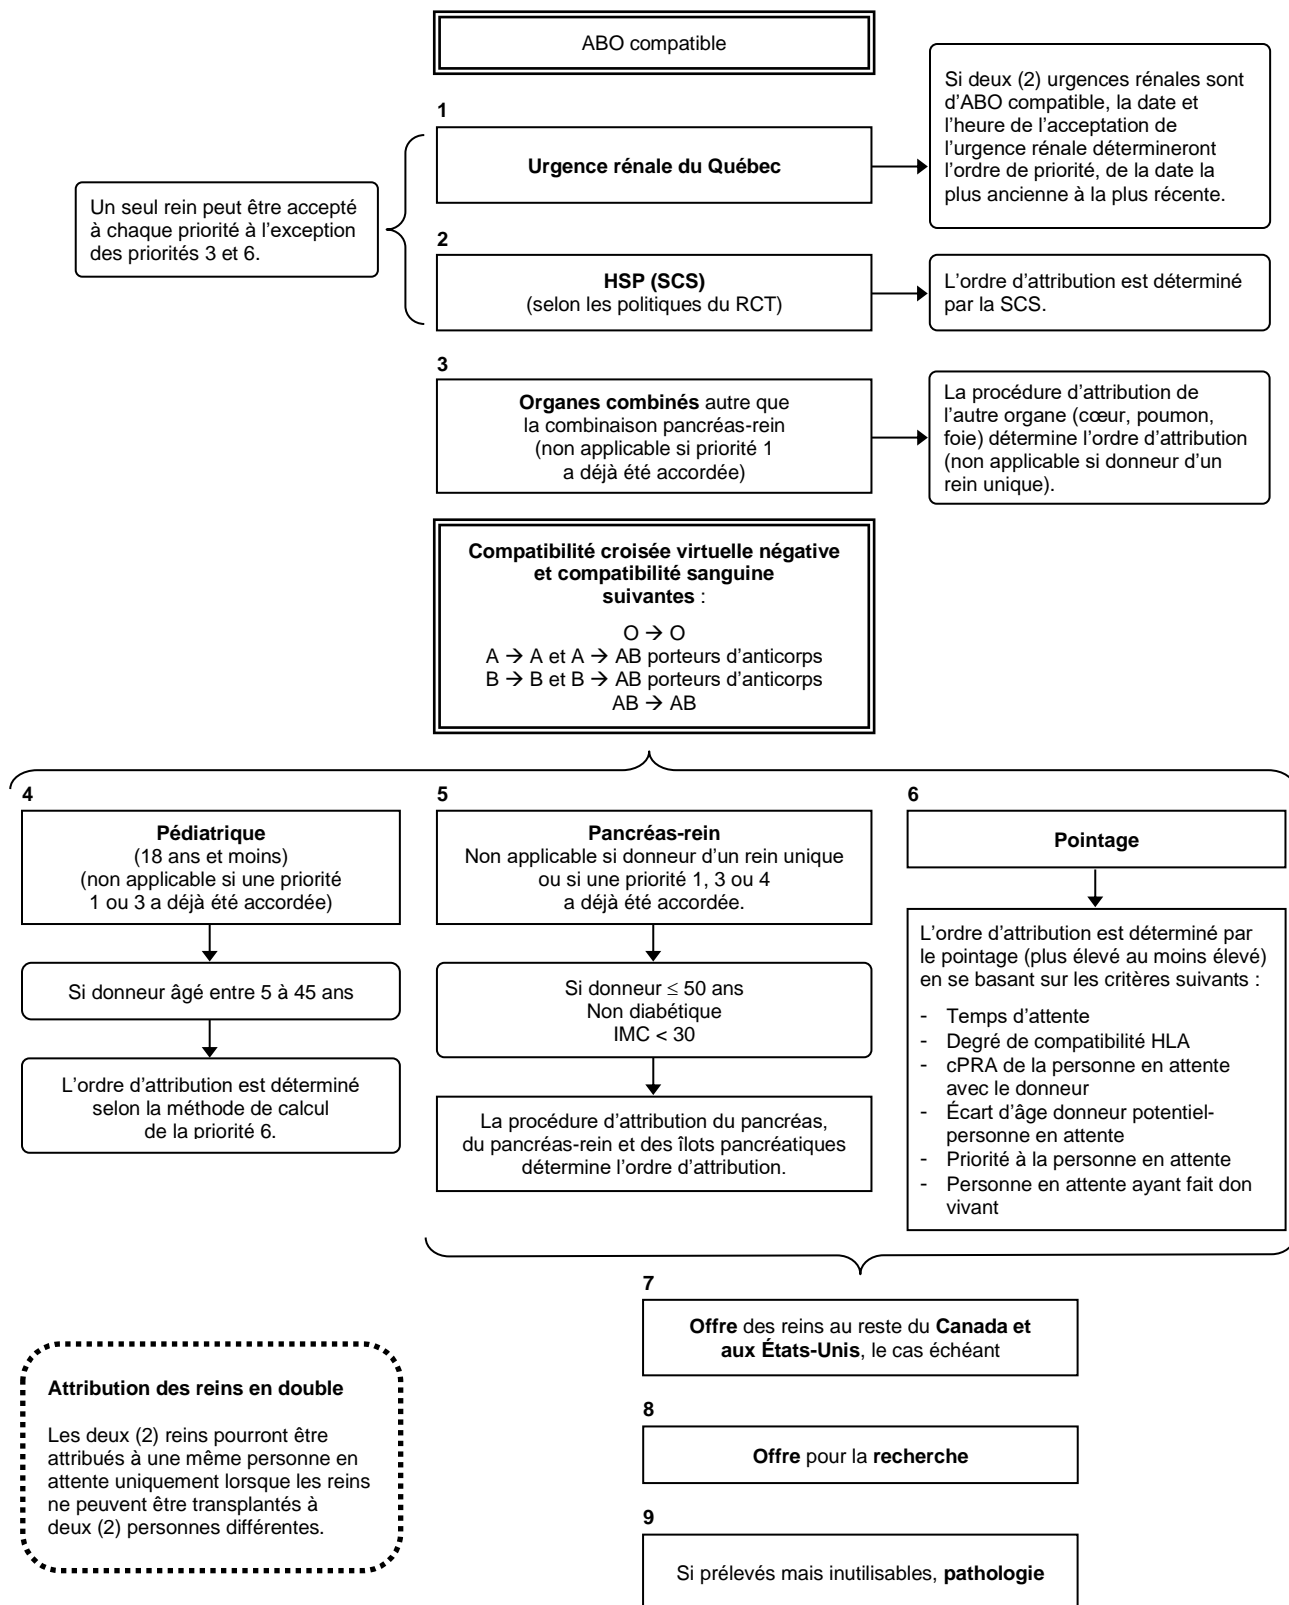 ABO compatible
1
Urgence rénale du Québec
Si deux (2) urgences rénales sont
d’ABO compatible, la date et
l’heure de l’acceptation de
l’urgence rénale détermineront
l’ordre de priorité, de la date la
plus ancienne à la plus récente.
Un seul rein peut être accepté
à chaque priorité à l’exception
des priorités 3 et 6.
2
HSP (SCS)
(selon les politiques du RCT)
L’ordre d’attribution est déterminé
par la SCS.
3
Organes combinés autre que
la combinaison pancréas-rein
(non applicable si priorité 1
a déjà été accordée)
La procédure d’attribution de
l’autre organe (cœur, poumon,
foie) détermine l’ordre d’attribution
(non applicable si donneur d’un
rein unique).
Compatibilité croisée virtuelle négative
et compatibilité sanguine
suivantes :
O → O
A → A et A → AB porteurs d’anticorps
B → B et B → AB porteurs d’anticorps
AB → AB
4
Pédiatrique
(18 ans et moins)
(non applicable si une priorité
1 ou 3 a déjà été accordée)
Si donneur âgé entre 5 à 45 ans
L’ordre d’attribution est déterminé
selon la méthode de calcul
de la priorité 6.
5
Pancréas-rein
Non applicable si donneur d’un rein unique
ou si une priorité 1, 3 ou 4
a déjà été accordée.
Si donneur ≤ 50 ans
Non diabétique
IMC < 30
La procédure d’attribution du pancréas,
du pancréas-rein et des îlots pancréatiques
détermine l’ordre d’attribution.
6
Pointage
L’ordre d’attribution est déterminé par
le pointage (plus élevé au moins élevé)
en se basant sur les critères suivants :
- Temps d’attente
- Degré de compatibilité HLA
- cPRA de la personne en attente
avec le donneur
- Écart d’âge donneur potentiel-
personne en attente
- Priorité à la personne en attente
- Personne en attente ayant fait don
vivant
7
Offre des reins au reste du Canada et
aux États-Unis, le cas échéant
Attribution des reins en double
Les deux (2) reins pourront être
attribués à une même personne en
attente uniquement lorsque les reins
ne peuvent être transplantés à
deux (2) personnes différentes.
8
Offre pour la recherche
9
Si prélevés mais inutilisables, pathologie